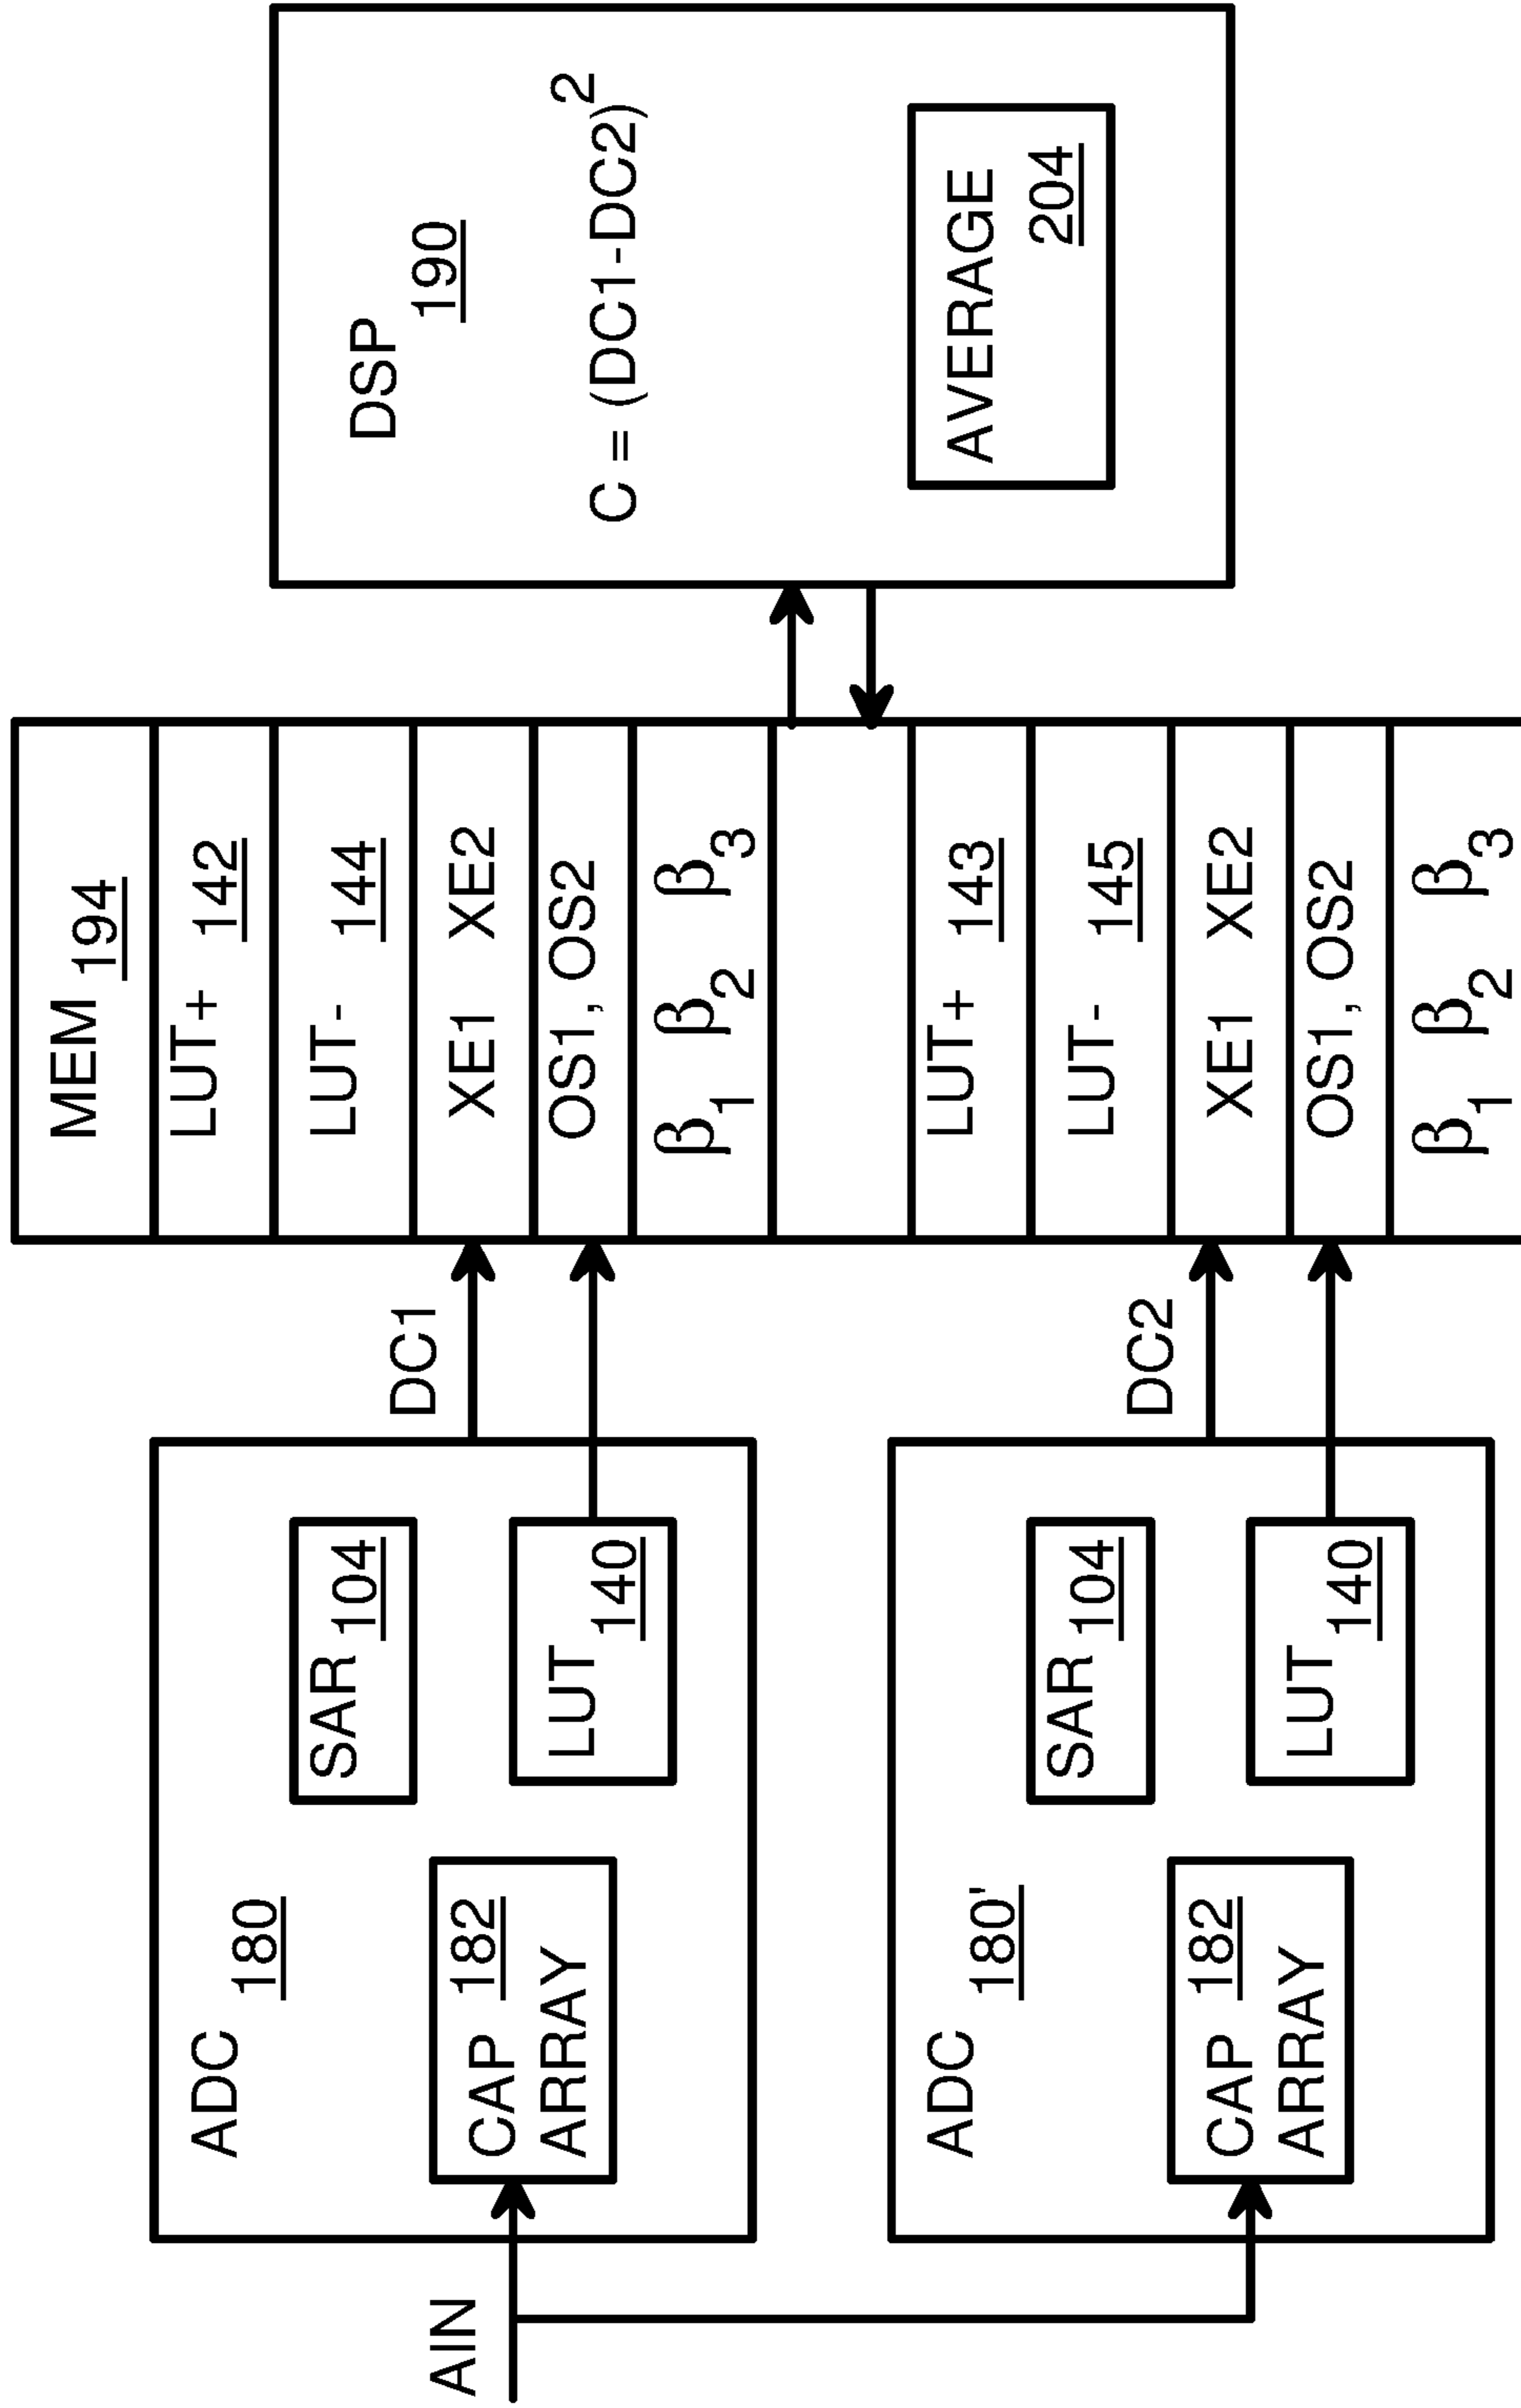 AIN
ADC 180
CAP 182
ARRAY
SAR 104
LUT 140
DC1
ADC 180'
CAP 182
ARRAY
SAR 104
LUT 140
DC2
MEM 194
LUT+ 142
LUT- 144
XE1 XE2
OS1, OS2
β1 β2 β3
LUT+ 143
LUT- 145
XE1 XE2
OS1, OS2
β1 β2 β3
DSP
190
C = (DC1-DC2)²
AVERAGE
204